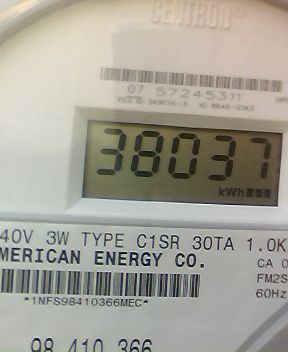 CENTRON®
07 57245311
38037
kWh
40V 3W TYPE C1SR 30TA 1.0K
MERICAN ENERGY CO.
CA 0
FM2S
60Hz
*1NFS98410366MEC*
98 410 366